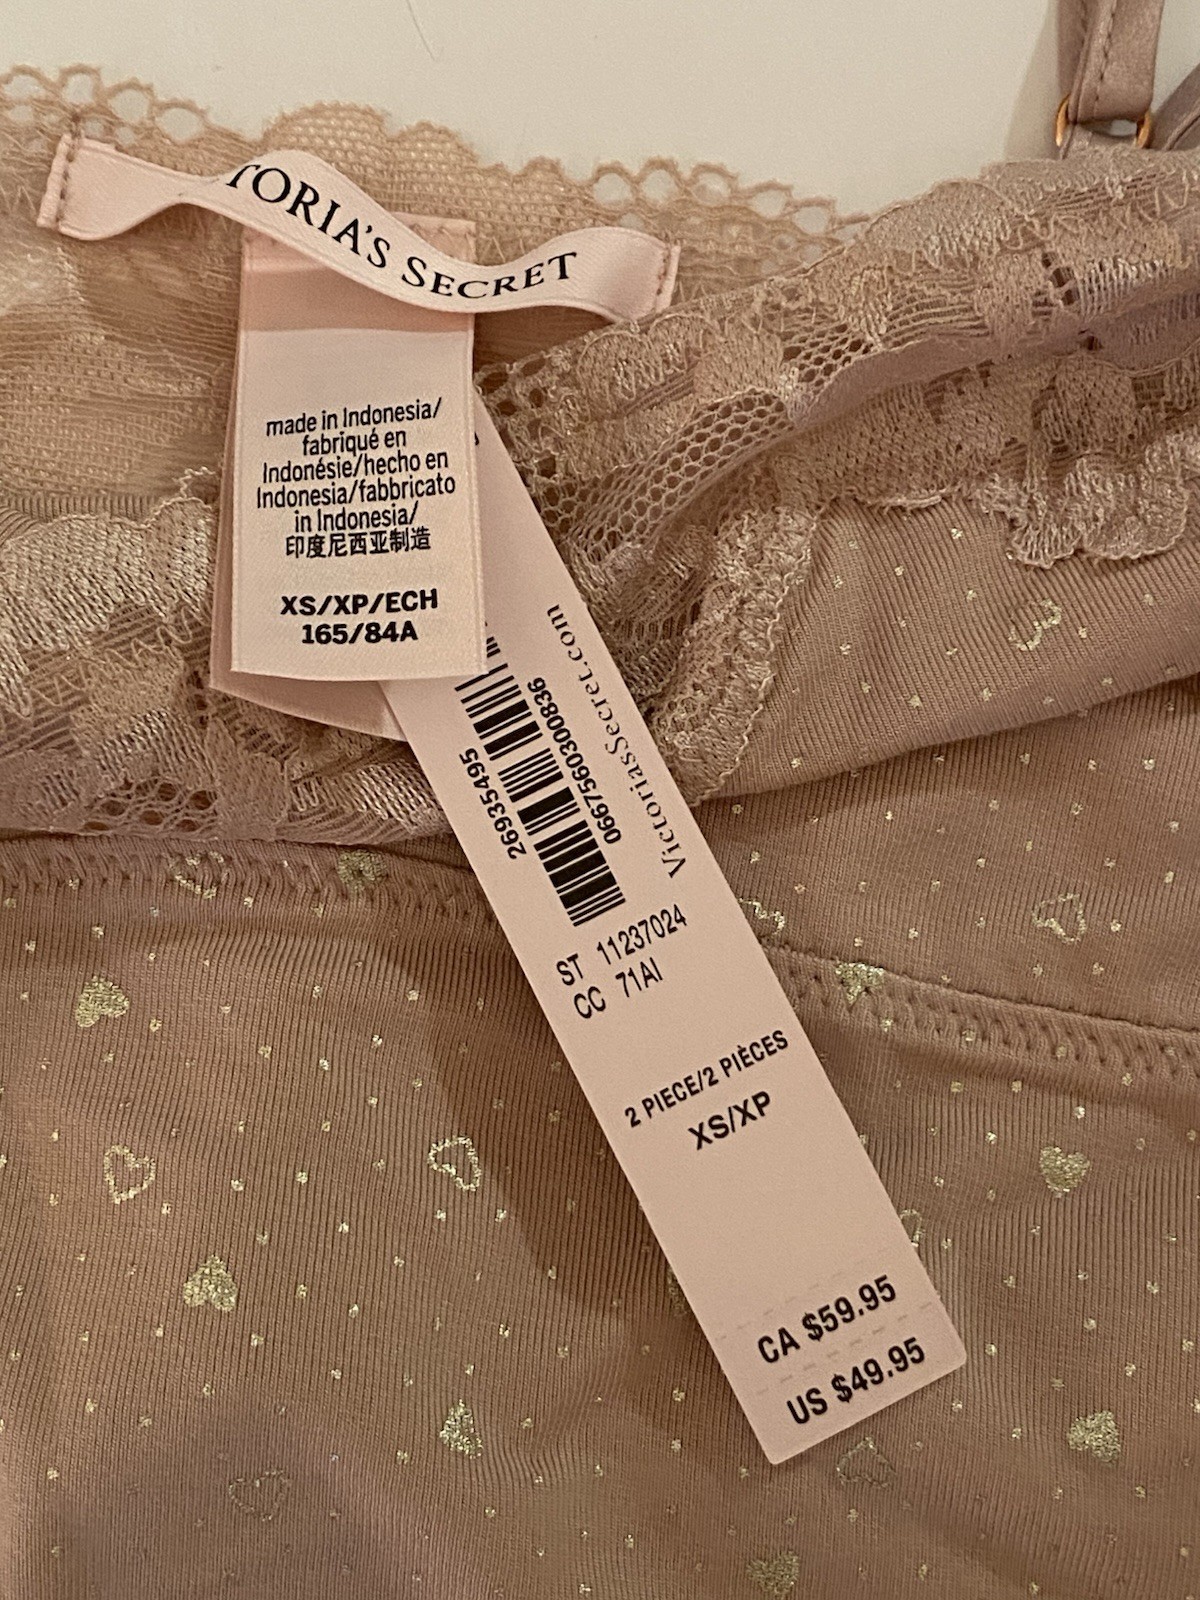 TORIA'S SECRET
made in Indonesia/
fabriqué en
Indonésie/hecho en
Indonesia/fabbricato
in Indonesia/
印度尼西亚制造
XS/XP/ECH
165/84A
VictoriasSecret.com
0667560300836
26935495
ST 11237024
CC 71AI
2 PIECE/2 PIÈCES
XS/XP
CA $59.95
US $49.95